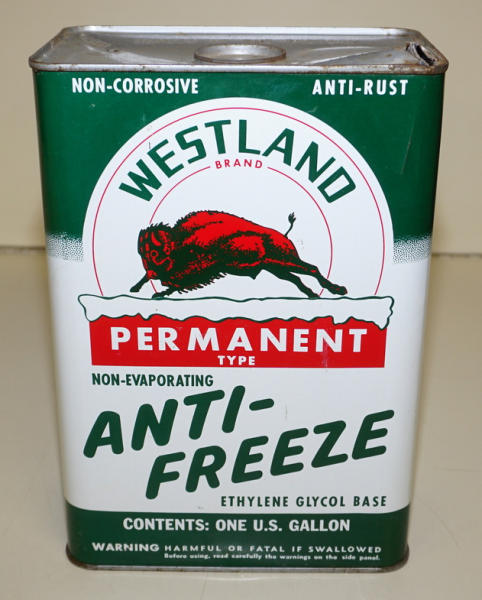 NON-CORROSIVE ANTI-RUST
WESTLAND
BRAND
PERMANENT
TYPE
NON-EVAPORATING
ANTI-
FREEZE
ETHYLENE GLYCOL BASE
CONTENTS: ONE U.S. GALLON
WARNING HARMFUL OR FATAL IF SWALLOWED
Before using, read carefully the warnings on the side panel.